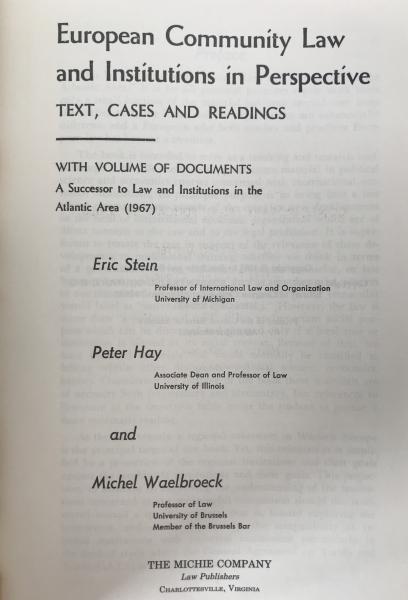 European Community Law
and Institutions in Perspective
TEXT, CASES AND READINGS
WITH VOLUME OF DOCUMENTS
A Successor to Law and Institutions in the
Atlantic Area (1967)
Eric Stein
Professor of International Law and Organization
University of Michigan
Peter Hay
Associate Dean and Professor of Law
University of Illinois
and
Michel Waelbroeck
Professor of Law
University of Brussels
Member of the Brussels Bar
THE MICHIE COMPANY
Law Publishers
CHARLOTTESVILLE, VIRGINIA